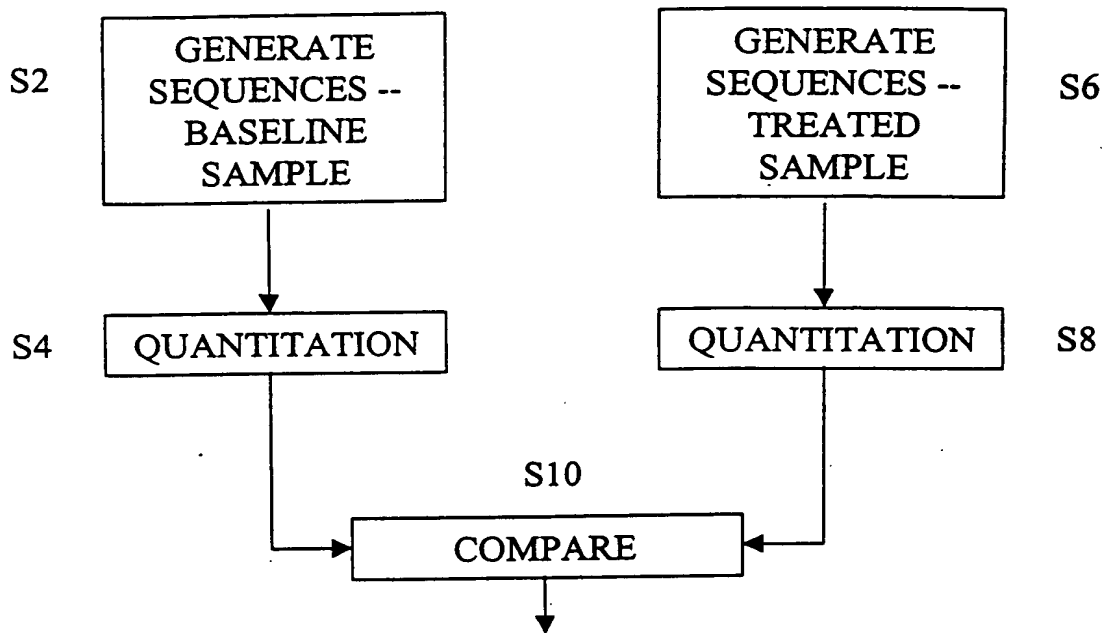 S2
GENERATE
SEQUENCES --
BASELINE
SAMPLE
GENERATE
SEQUENCES --
TREATED
SAMPLE
S6
S4
QUANTITATION
QUANTITATION
S8
S10
COMPARE